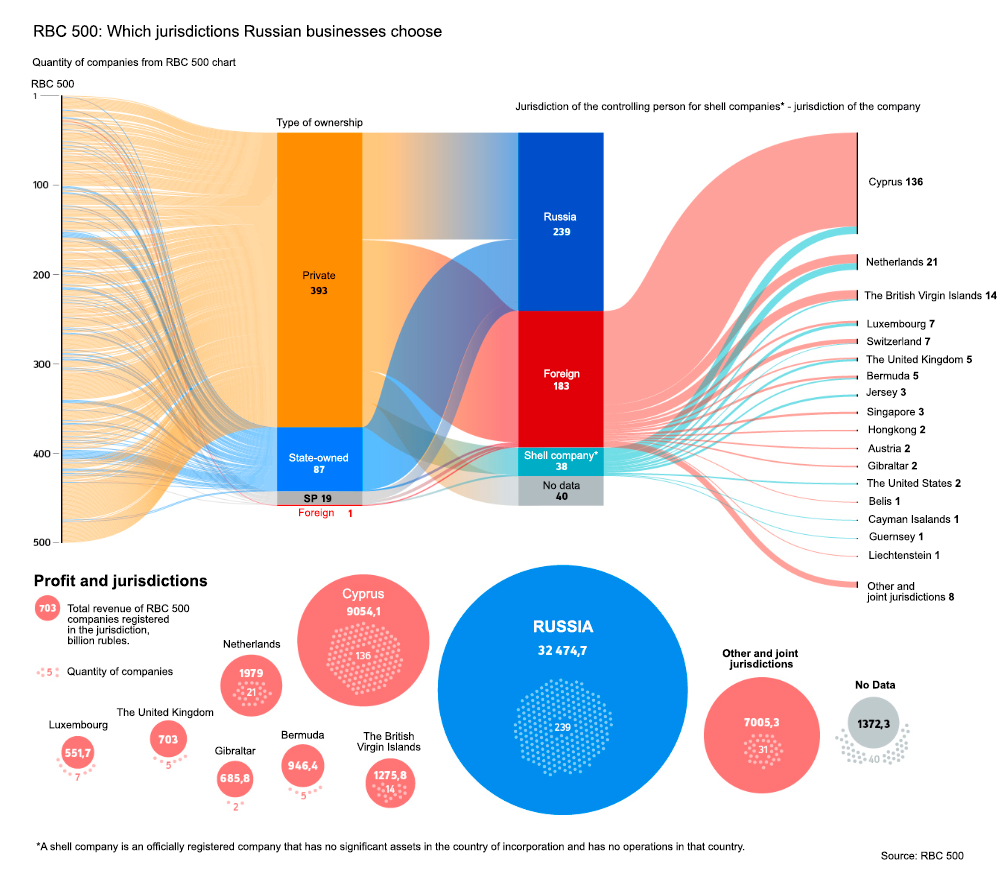 RBC 500: Which jurisdictions Russian businesses choose
Quantity of companies from RBC 500 chart
RBC 500
1
100
200
300
400
500
Type of ownership
Private
393
State-owned
87
SP 19
Foreign 1
Jurisdiction of the controlling person for shell companies* - jurisdiction of the company
Russia
239
Foreign
183
Shell company*
38
No data
40
Cyprus 136
Netherlands 21
The British Virgin Islands 14
Luxembourg 7
Switzerland 7
The United Kingdom 5
Bermuda 5
Jersey 3
Singapore 3
Hongkong 2
Austria 2
Gibraltar 2
The United States 2
Belis 1
Cayman Isalands 1
Guernsey 1
Liechtenstein 1
Other and
joint jurisdictions 8
Profit and jurisdictions
703
Total revenue of RBC 500
companies registered
in the jurisdiction,
billion rubles.
5
Quantity of companies
Luxembourg
551,7
7
The United Kingdom
703
5
Netherlands
1979
21
Gibraltar
685,8
2
Cyprus
9054,1
136
Bermuda
946,4
5
The British
Virgin Islands
1275,8
14
RUSSIA
32 474,7
239
Other and joint
jurisdictions
7005,3
31
No Data
1372,3
40
*A shell company is an officially registered company that has no significant assets in the country of incorporation and has no operations in that country.
Source: RBC 500